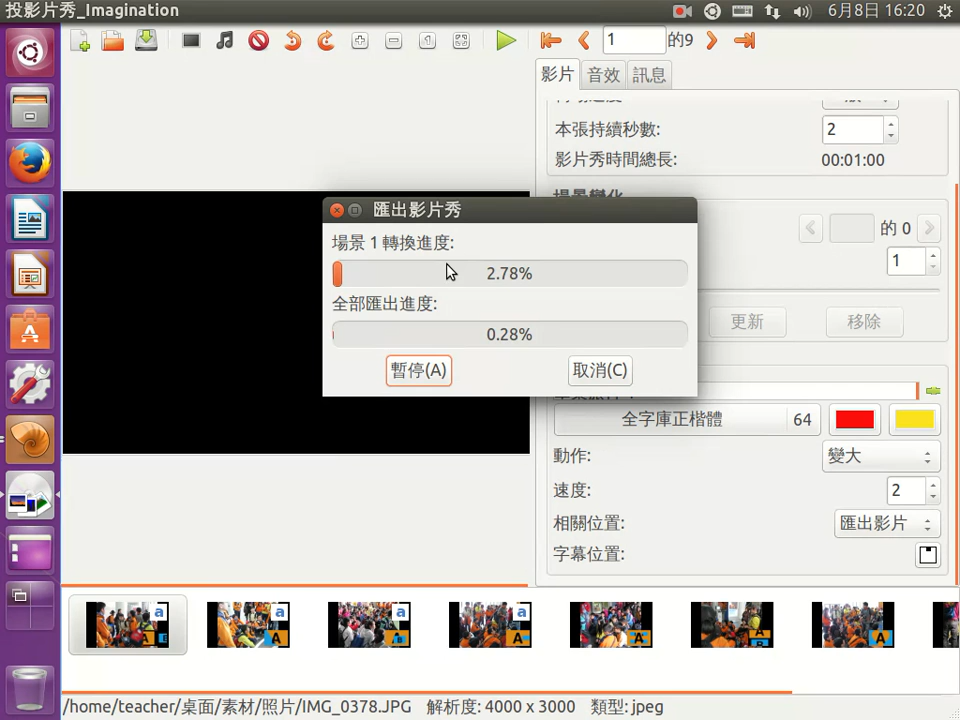 投影片秀_Imagination
6月8日 16:20
1 的9
影片 音效 訊息
本張持續秒數: 2
影片秀時間總長: 00:01:00
匯出影片秀
場景 1 轉換進度:
2.78%
全部匯出進度:
0.28%
暫停(A) 取消(C)
的 0
1
更新 移除
全字庫正楷體 64
動作: 變大
速度: 2
相關位置: 匯出影片
字幕位置:
/home/teacher/桌面/素材/照片/IMG_0378.JPG 解析度: 4000 x 3000 類型: jpeg